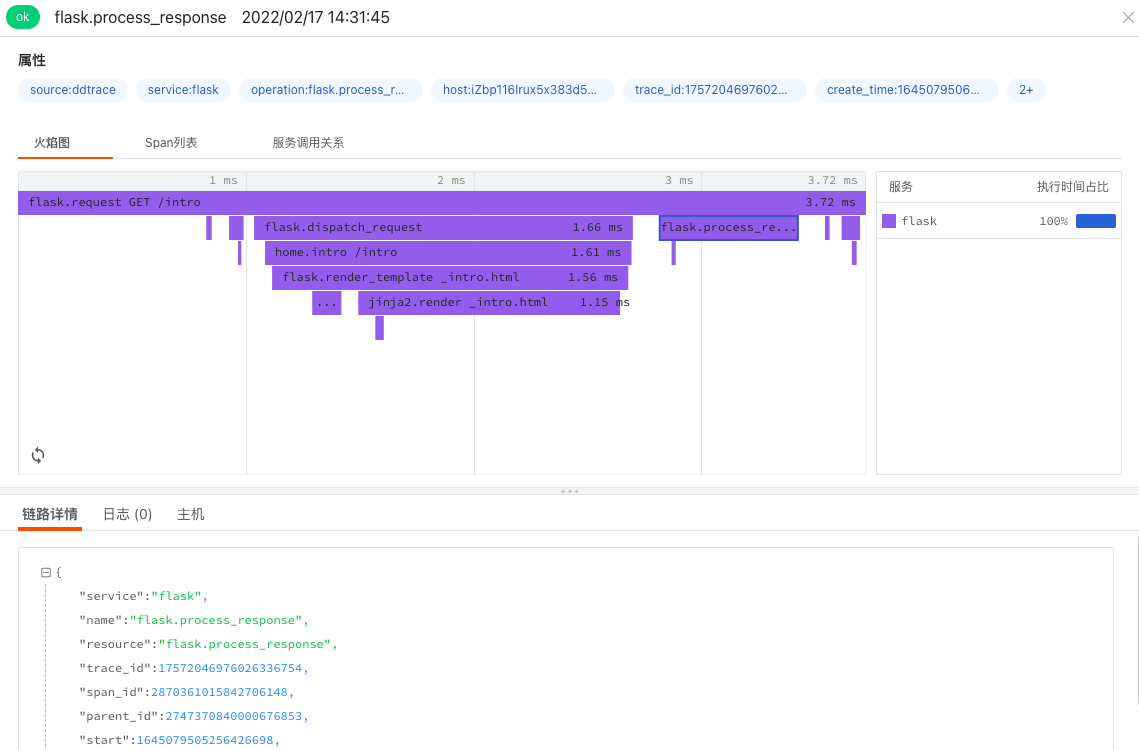 ok flask.process_response 2022/02/17 14:31:45
属性
source:ddtrace service:flask operation:flask.process_r... host:iZbp116lrux5x383d5... trace_id:1757204697602... create_time:1645079506... 2+
火焰图 Span列表 服务调用关系
1 ms 2 ms 3 ms 3.72 ms
服务 执行时间占比
flask.request GET /intro 3.72 ms
flask 100%
flask.dispatch_request 1.66 ms flask.process_re...
home.intro /intro 1.61 ms
flask.render_template _intro.html 1.56 ms
... jinja2.render _intro.html 1.15 ms
链路详情 日志 (0) 主机
{
"service":"flask",
"name":"flask.process_response",
"resource":"flask.process_response",
"trace_id":17572046976026336754,
"span_id":2870361015842706148,
"parent_id":2747370840000676853,
"start":1645079505256426698,